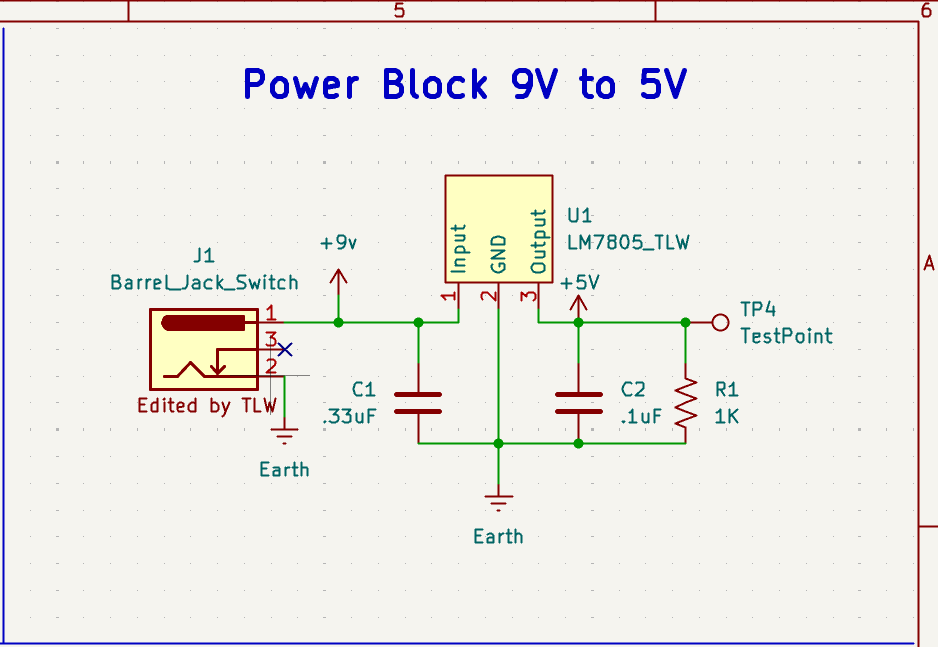 5
6
Power Block 9V to 5V
A
U1
LM7805_TLW
Input
GND
Output
1
2
3
+9v
+5V
J1
Barrel_Jack_Switch
1
3
2
Edited by TLW
Earth
TP4
TestPoint
C1
.33uF
C2
.1uF
R1
1K
Earth